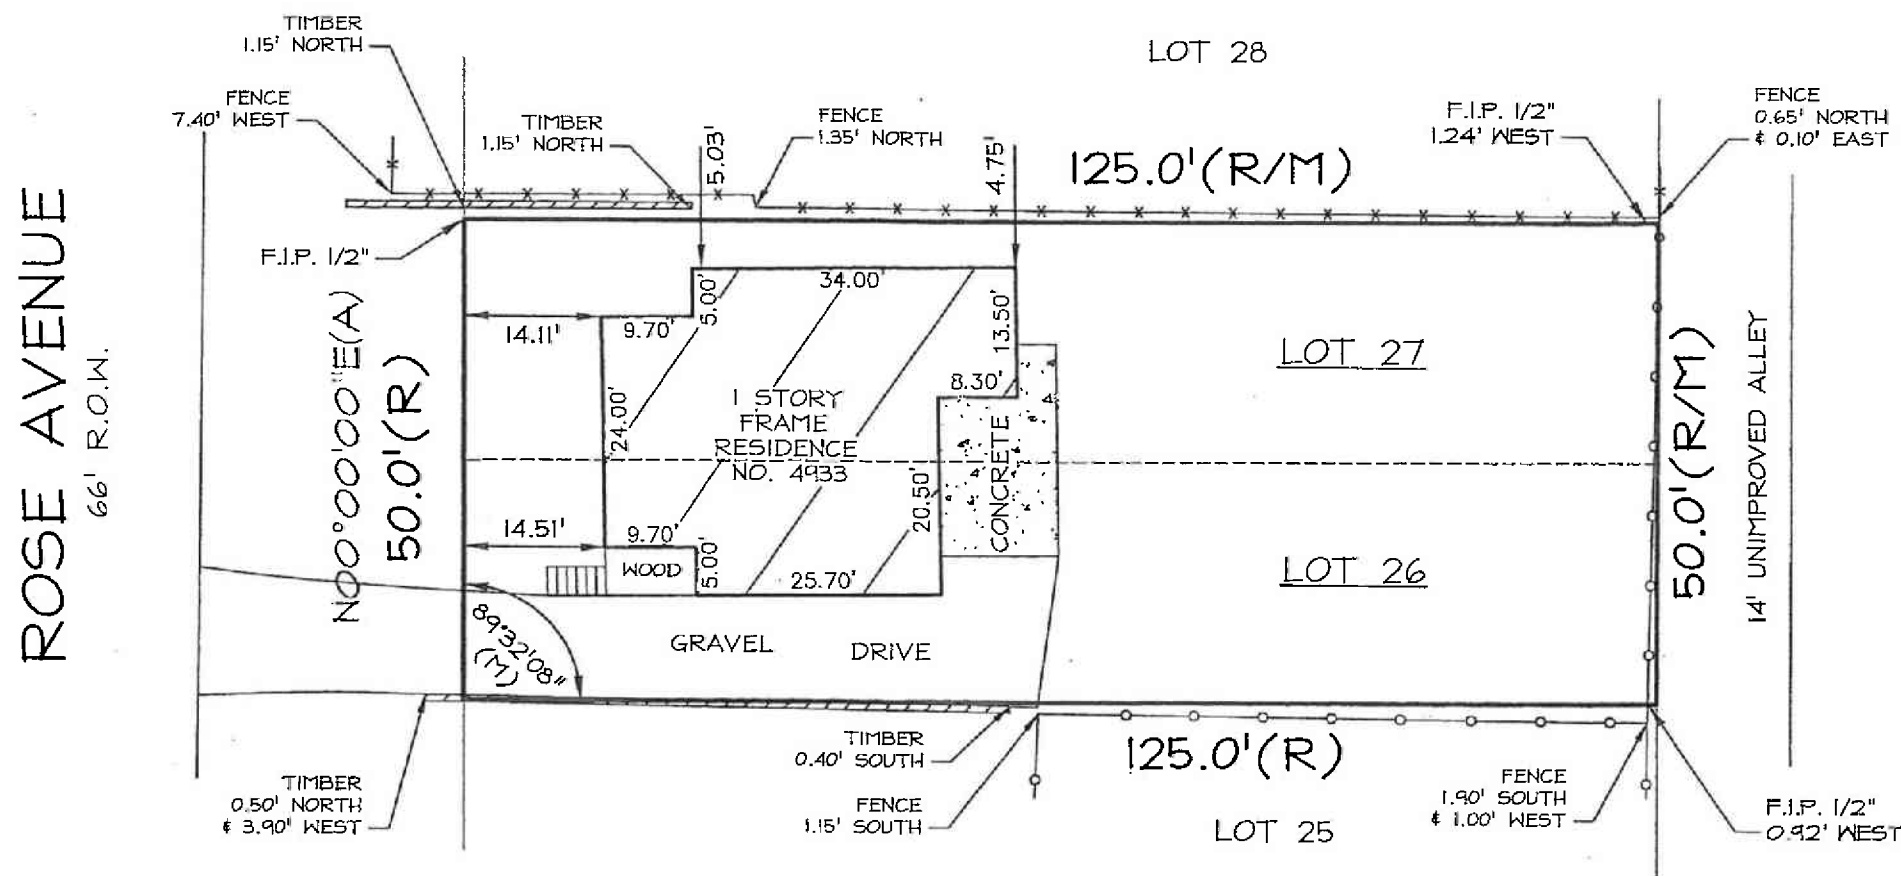 TIMBER
1.15' NORTH
LOT 28
FENCE
7.40' WEST
TIMBER
1.15' NORTH
5.03'
FENCE
1.35' NORTH
4.75'
125.0'(R/M)
F.I.P. 1/2"
1.24' WEST
FENCE
0.65' NORTH
& 0.10' EAST
ROSE AVENUE
66' R.O.W.
F.I.P. 1/2"
N00°00'00"E(A)
50.0'(R)
14.11'
9.70'
5.00'
34.00'
13.50'
8.30'
24.00'
1 STORY
FRAME
RESIDENCE
NO. 4933
20.50'
CONCRETE
LOT 27
50.0'(R/M)
14' UNIMPROVED ALLEY
14.51'
9.70'
WOOD
5.00'
25.70'
LOT 26
89°32'08"
(M)
GRAVEL DRIVE
TIMBER
0.40' SOUTH
125.0'(R)
TIMBER
0.50' NORTH
& 3.90' WEST
FENCE
1.15' SOUTH
LOT 25
FENCE
1.90' SOUTH
& 1.00' WEST
F.I.P. 1/2"
0.92' WEST